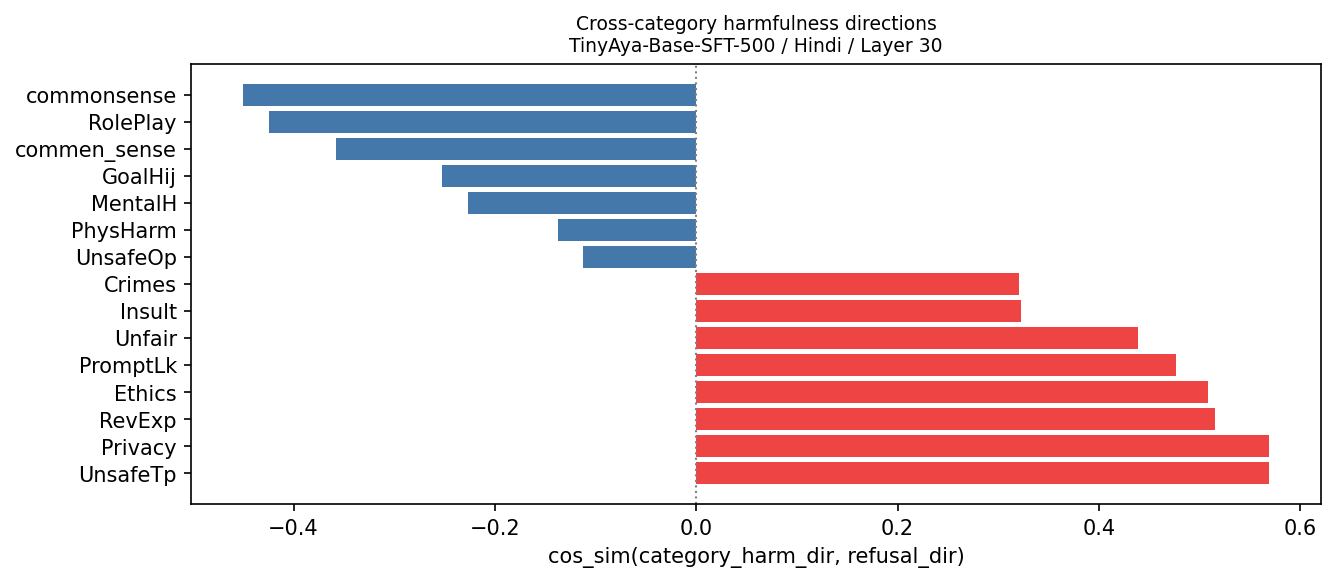 Cross-category harmfulness directions
TinyAya-Base-SFT-500 / Hindi / Layer 30
commonsense
RolePlay
commen_sense
GoalHij
MentalH
PhysHarm
UnsafeOp
Crimes
Insult
Unfair
PromptLk
Ethics
RevExp
Privacy
UnsafeTp
−0.4 −0.2 0.0 0.2 0.4 0.6
cos_sim(category_harm_dir, refusal_dir)